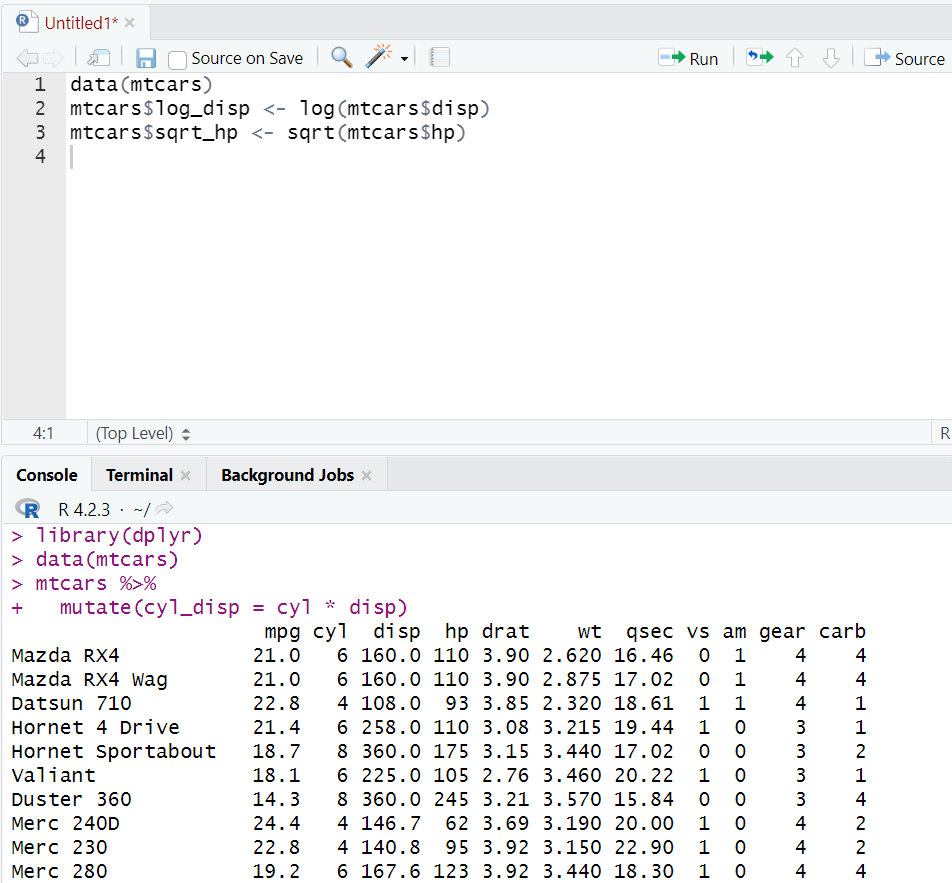 Untitled1*
Source on Save
Run
Source
1 data(mtcars)
2 mtcars$log_disp <- log(mtcars$disp)
3 mtcars$sqrt_hp <- sqrt(mtcars$hp)
4
4:1 (Top Level) R
Console Terminal Background Jobs
R 4.2.3 · ~/
> library(dplyr)
> data(mtcars)
> mtcars %>%
+   mutate(cyl_disp = cyl * disp)
                     mpg cyl  disp  hp drat    wt  qsec vs am gear carb
Mazda RX4           21.0   6 160.0 110 3.90 2.620 16.46  0  1    4    4
Mazda RX4 Wag       21.0   6 160.0 110 3.90 2.875 17.02  0  1    4    4
Datsun 710          22.8   4 108.0  93 3.85 2.320 18.61  1  1    4    1
Hornet 4 Drive      21.4   6 258.0 110 3.08 3.215 19.44  1  0    3    1
Hornet Sportabout   18.7   8 360.0 175 3.15 3.440 17.02  0  0    3    2
Valiant             18.1   6 225.0 105 2.76 3.460 20.22  1  0    3    1
Duster 360          14.3   8 360.0 245 3.21 3.570 15.84  0  0    3    4
Merc 240D           24.4   4 146.7  62 3.69 3.190 20.00  1  0    4    2
Merc 230            22.8   4 140.8  95 3.92 3.150 22.90  1  0    4    2
Merc 280            19.2   6 167.6 123 3.92 3.440 18.30  1  0    4    4